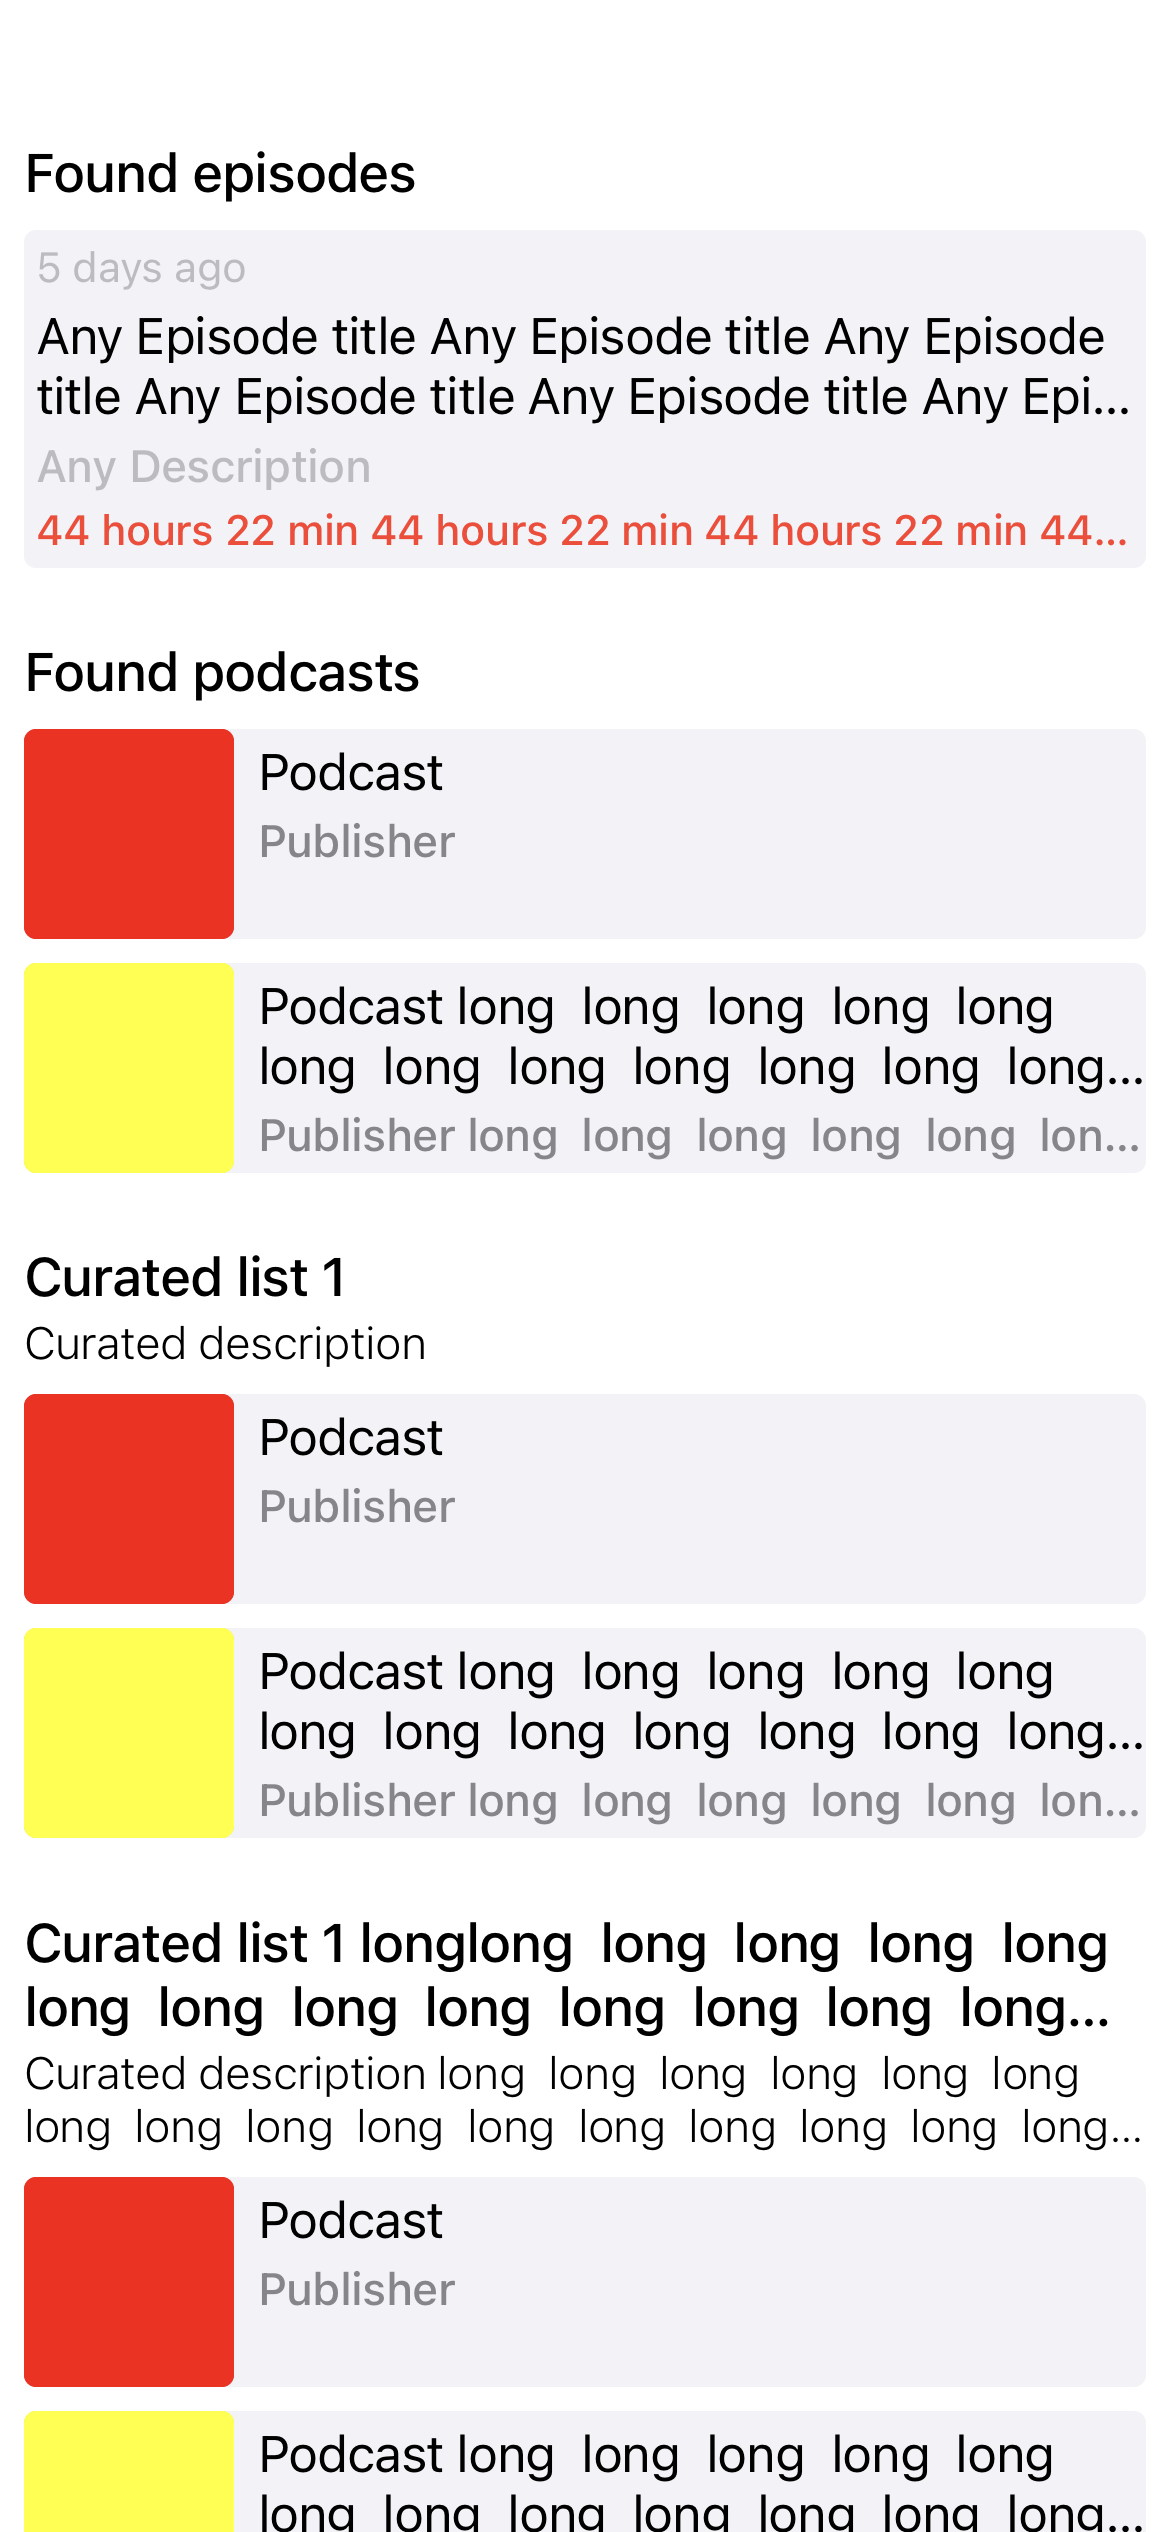 Found episodes
5 days ago
Any Episode title Any Episode title Any Episode
title Any Episode title Any Episode title Any Epi...
Any Description
44 hours 22 min 44 hours 22 min 44 hours 22 min 44...
Found podcasts
Podcast
Publisher
Podcast long  long  long  long  long
long  long  long  long  long  long  long...
Publisher long  long  long  long  long  lon...
Curated list 1
Curated description
Podcast
Publisher
Podcast long  long  long  long  long
long  long  long  long  long  long  long...
Publisher long  long  long  long  long  lon...
Curated list 1 longlong  long  long  long  long
long  long  long  long  long  long  long  long...
Curated description long  long  long  long  long  long
long  long  long  long  long  long  long  long  long  long...
Podcast
Publisher
Podcast long  long  long  long  long
long  long  long  long  long  long  long...